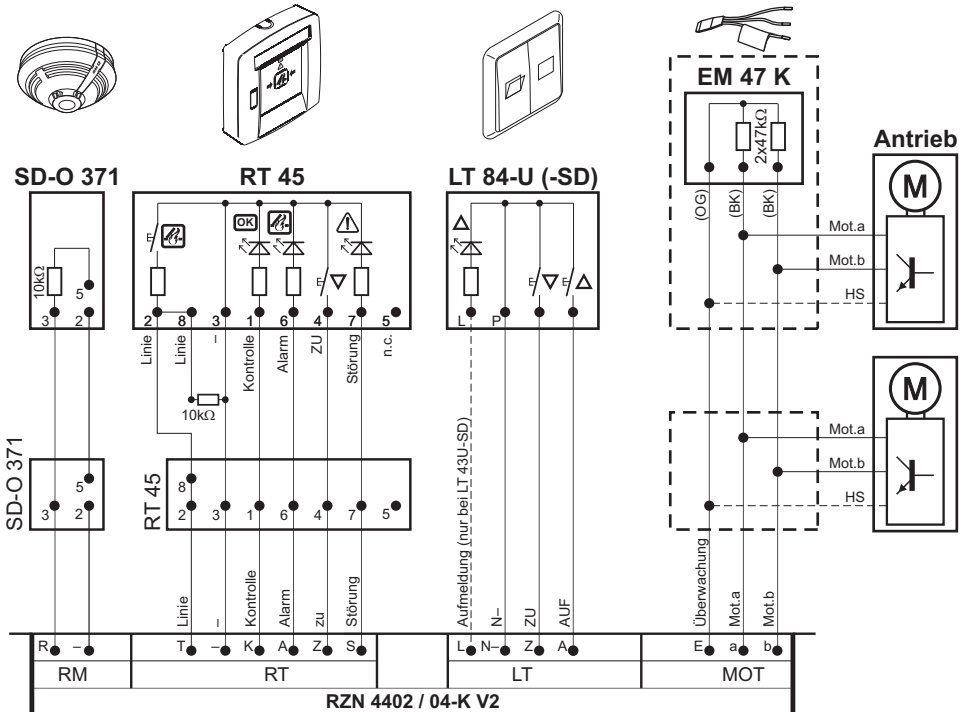 EM 47 K
2x47kΩ
Antrieb
SD-O 371
RT 45
LT 84-U (-SD)
M
OK
(OG)
(BK)
(BK)
Mot.a
Mot.b
HS
10kΩ
5
3 2
2 8 3 1 6 4 7 5
L P
Linie
Linie
–
Kontrolle
Alarm
ZU
Störung
n.c.
10kΩ
M
Mot.a
Mot.b
HS
SD-O 371
5
3 2
RT 45
8
2 3 1 6 4 7 5
Linie
–
Kontrolle
Alarm
zu
Störung
Aufmeldung (nur bei LT 43U-SD)
N–
ZU
AUF
Überwachung
Mot.a
Mot.b
R – T – K A Z S L N– Z A E a b
RM RT LT MOT
RZN 4402 / 04-K V2